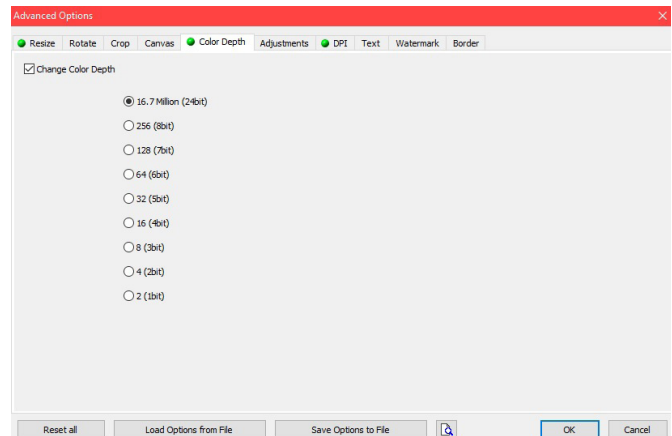 Advanced Options
Resize Rotate Crop Canvas Color Depth Adjustments DPI Text Watermark Border
Change Color Depth
16.7 Million (24bit)
256 (8bit)
128 (7bit)
64 (6bit)
32 (5bit)
16 (4bit)
8 (3bit)
4 (2bit)
2 (1bit)
Reset all Load Options from File Save Options to File OK Cancel